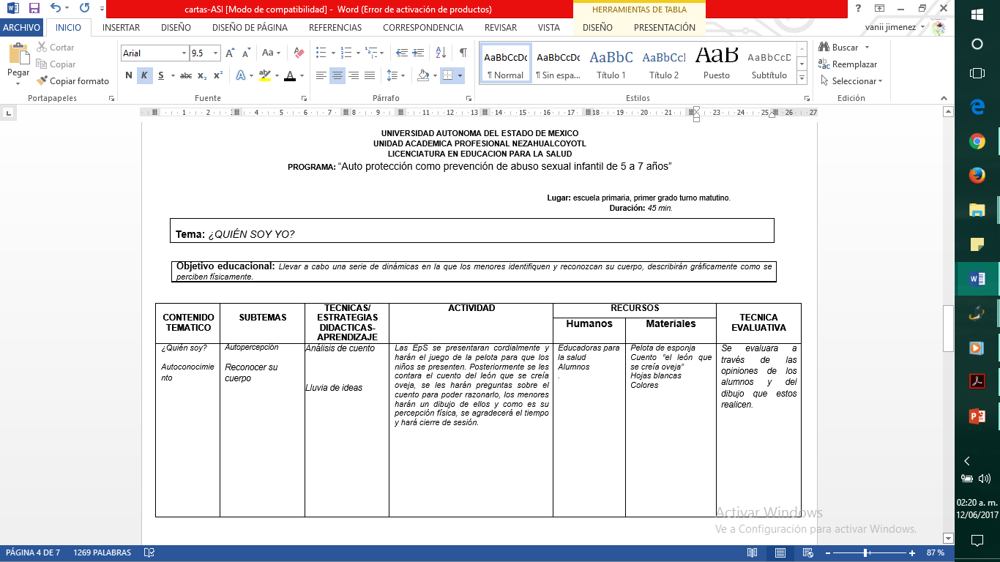 cartas-ASI [Modo de compatibilidad] - Word (Error de activación de productos)
HERRAMIENTAS DE TABLA
ARCHIVO INICIO INSERTAR DISEÑO DISEÑO DE PÁGINA REFERENCIAS CORRESPONDENCIA REVISAR VISTA DISEÑO PRESENTACIÓN vanii jimenez
Pegar
Cortar
Copiar
Copiar formato
Portapapeles
Arial 9.5
N K S abc x₂ x²
Fuente
Párrafo
AaBbCcDc AaBbCcDc AaBbC AaBbCcI AaB AaBbCcD
¶ Normal ¶ Sin espa... Título 1 Título 2 Puesto Subtítulo
Estilos
Buscar
Reemplazar
Seleccionar
Edición
1 2 3 4 5 6 7 8 9 11 12 13 14 15 16 17 18 19 20 21 23 24 25 26 27
UNIVERSIDAD AUTONOMA DEL ESTADO DE MEXICO
UNIDAD ACADEMICA PROFESIONAL NEZAHUALCOYOTL
LICENCIATURA EN EDUCACION PARA LA SALUD
PROGRAMA: “Auto protección como prevención de abuso sexual infantil de 5 a 7 años”
Lugar: escuela primaria, primer grado turno matutino.
Duración: 45 min.
Tema: ¿QUIÉN SOY YO?
Objetivo educacional: Llevar a cabo una serie de dinámicas en la que los menores identifiquen y reconozcan su cuerpo, describirán gráficamente como se
perciben físicamente.
CONTENIDO
TEMATICO
SUBTEMAS
TECNICAS/
ESTRATEGIAS
DIDACTICAS-
APRENDIZAJE
ACTIVIDAD
RECURSOS
Humanos
Materiales
TECNICA
EVALUATIVA
¿Quién soy?
Autoconocimie
nto
Autopercepción
Reconocer su
cuerpo
Análisis de cuento
Lluvia de ideas
Las EpS se presentaran cordialmente y
harán el juego de la pelota para que los
niños se presenten. Posteriormente se les
contara el cuento del león que se creía
oveja, se les harán preguntas sobre el
cuento para poder razonarlo, los menores
harán un dibujo de ellos y como es su
percepción física, se agradecerá el tiempo
y hará cierre de sesión.
Educadoras para
la salud
Alumnos
.
Pelota de esponja
Cuento “el león que
se creía oveja”
Hojas blancas
Colores
Se evaluara a
través de las
opiniones de los
alumnos y del
dibujo que estos
realicen.
Activar Windows
Ve a Configuración para activar Windows.
PÁGINA 4 DE 7 1269 PALABRAS
87 %
02:20 a. m.
12/06/2017